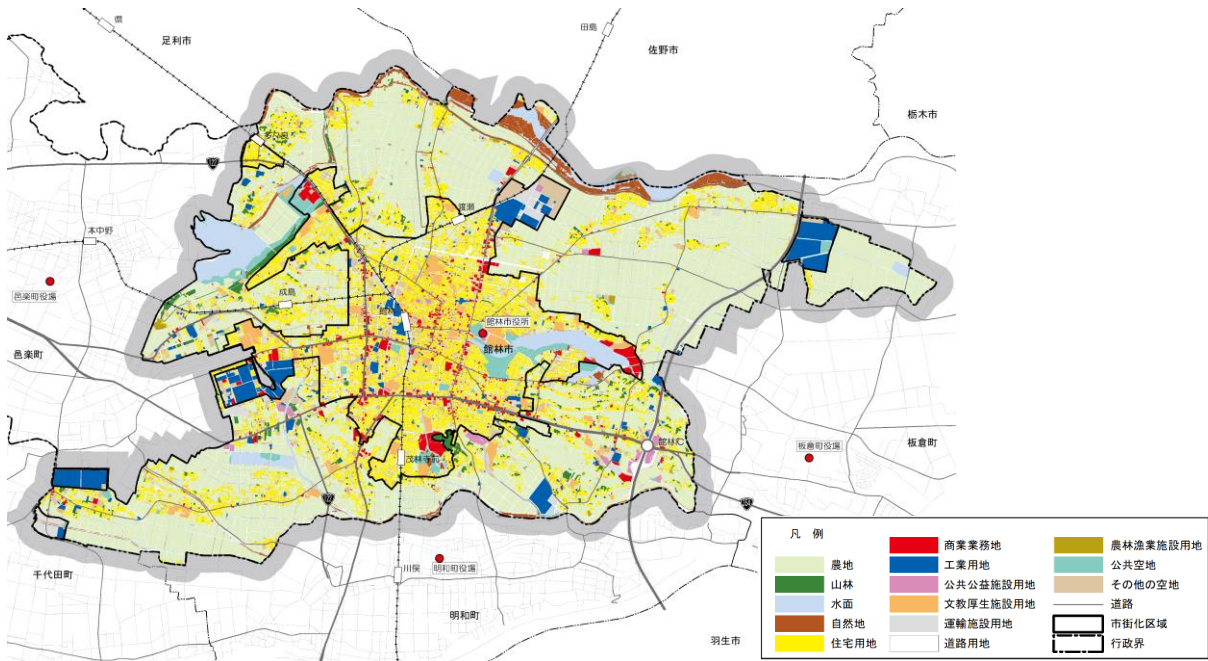 県
足利市
田島
佐野市
栃木市
多々良
122
渡瀬
本中野
成島
邑楽町役場
館林
館林市役所
館林市
邑楽町
板倉町
館林IC
板倉町役場
茂林寺前
122
354
千代田町
川俣
明和町役場
明和町
羽生市
凡 例
農地
山林
水面
自然地
住宅用地
商業業務地
工業用地
公共公益施設用地
文教厚生施設用地
運輸施設用地
道路用地
農林漁業施設用地
公共空地
その他の空地
道路
市街化区域
行政界